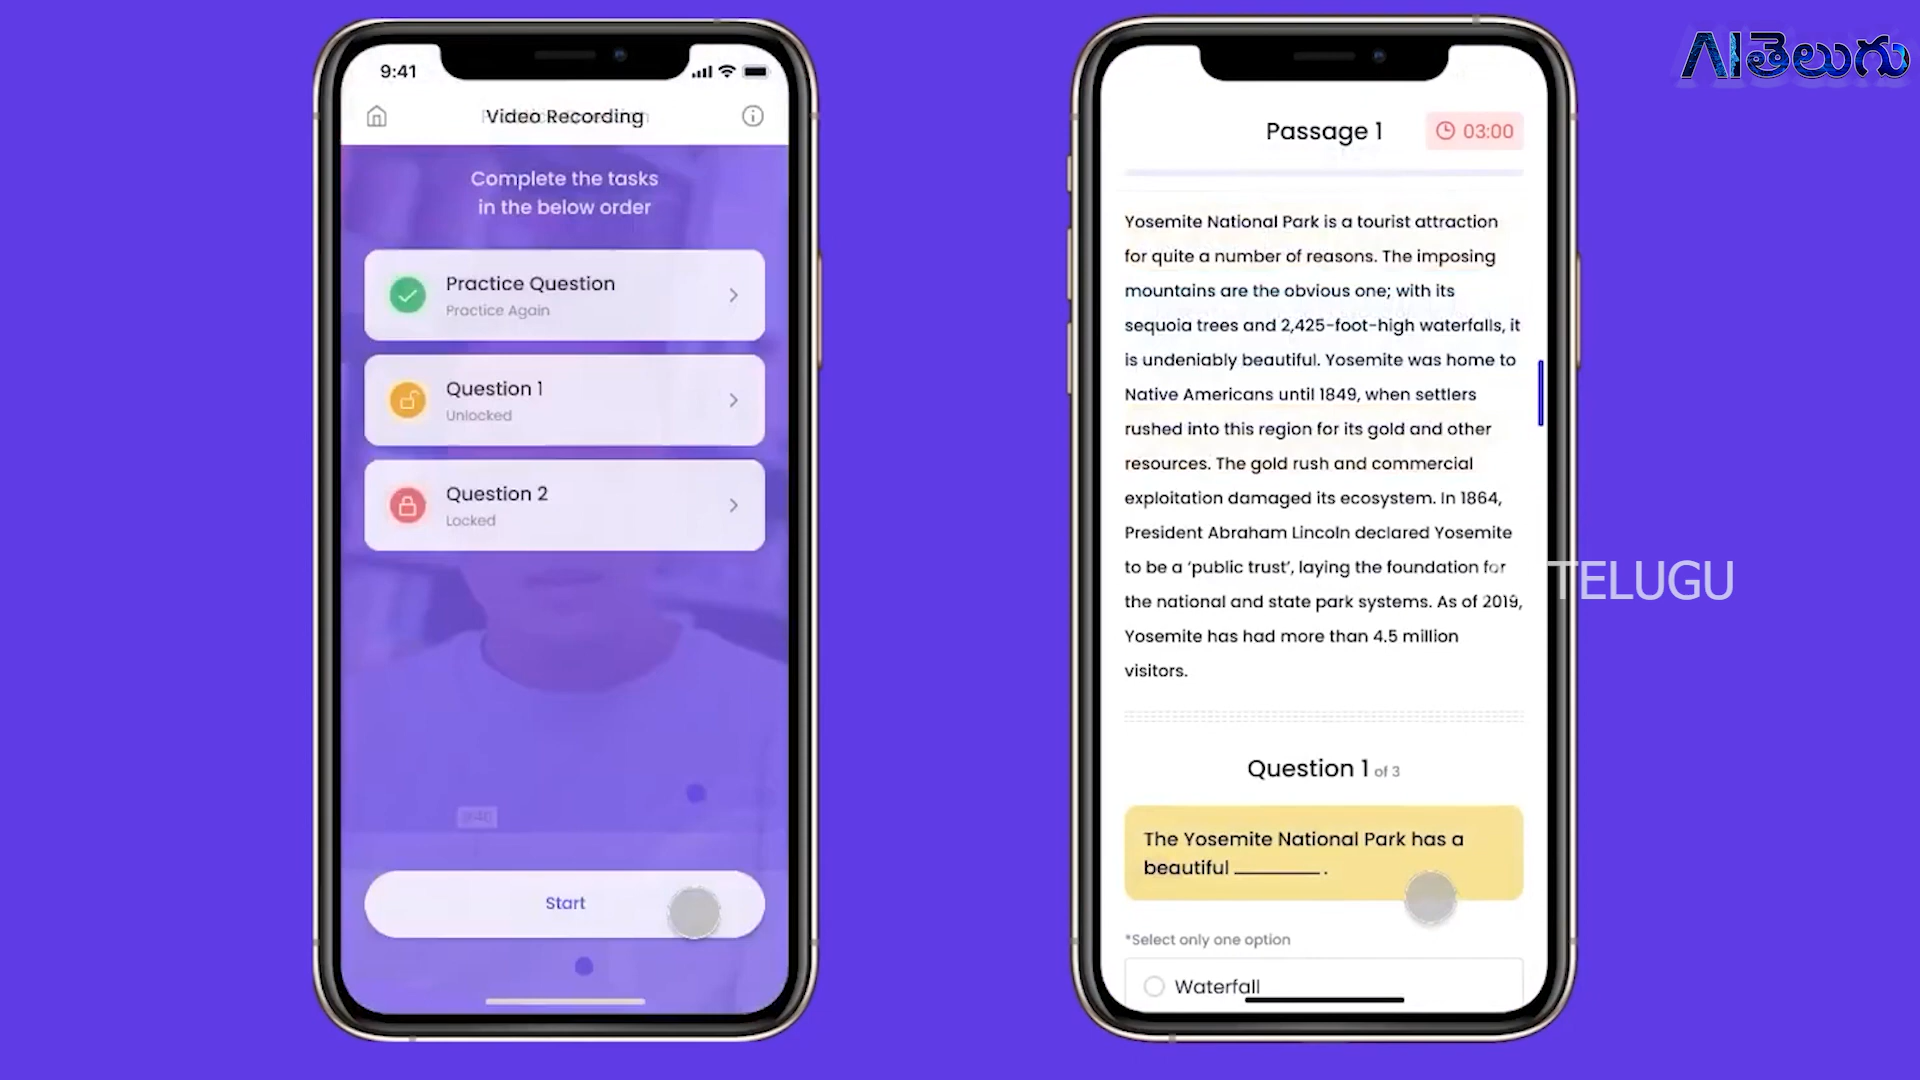 9:41
Video Recording
Complete the tasks
in the below order
Practice Question
Practice Again
Question 1
Unlocked
Question 2
Locked
Start
Passage 1
03:00
Yosemite National Park is a tourist attraction
for quite a number of reasons. The imposing
mountains are the obvious one; with its
sequoia trees and 2,425-foot-high waterfalls, it
is undeniably beautiful. Yosemite was home to
Native Americans until 1849, when settlers
rushed into this region for its gold and other
resources. The gold rush and commercial
exploitation damaged its ecosystem. In 1864,
President Abraham Lincoln declared Yosemite
to be a ‘public trust’, laying the foundation for
the national and state park systems. As of 2019,
Yosemite has had more than 4.5 million
visitors.
Question 1 of 3
The Yosemite National Park has a
beautiful ________ .
*Select only one option
Waterfall
AIతెలుగు
TELUGU